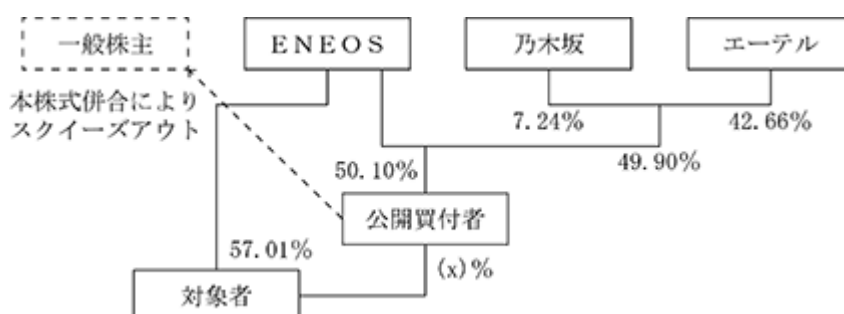 一般株主
ENEOS
乃木坂
エーテル
本株式併合により
スクイーズアウト
7.24%
42.66%
50.10%
49.90%
公開買付者
57.01%
(x)%
対象者